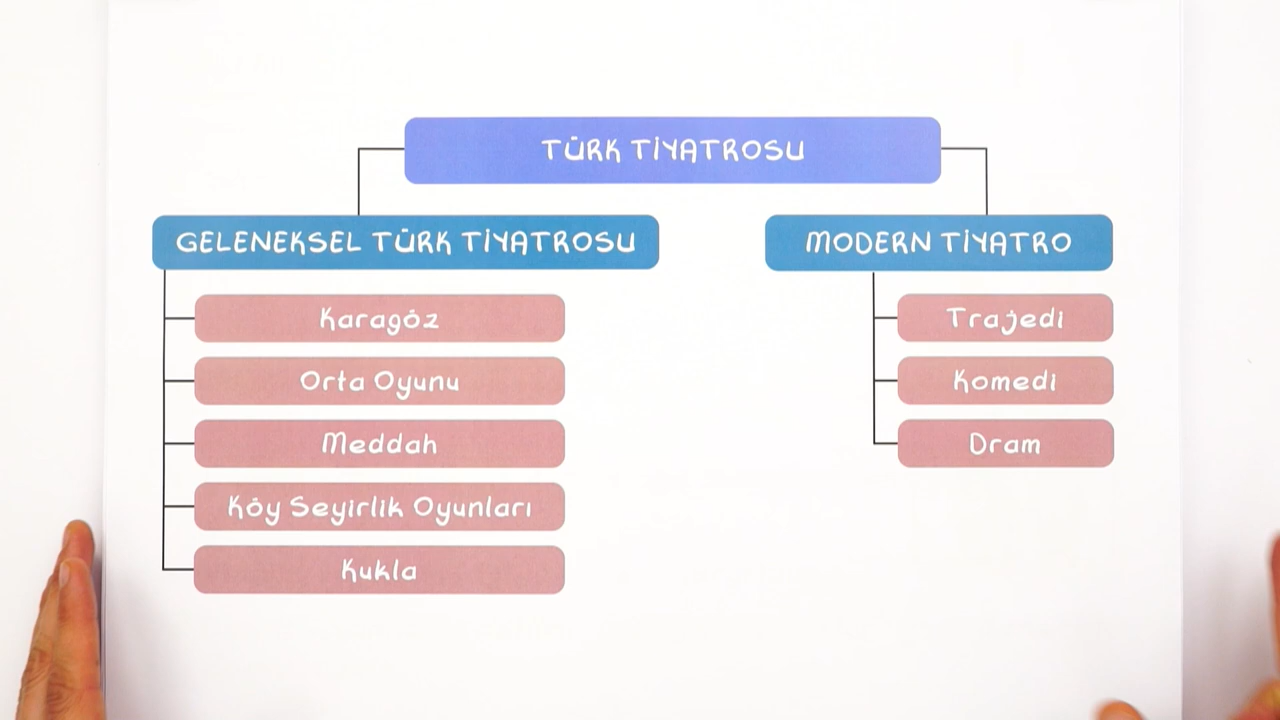 TÜRK TİYATROSU
GELENEKSEL TÜRK TİYATROSU
Karagöz
Orta Oyunu
Meddah
Köy Seyirlik Oyunları
Kukla
MODERN TİYATRO
Trajedi
Komedi
Dram